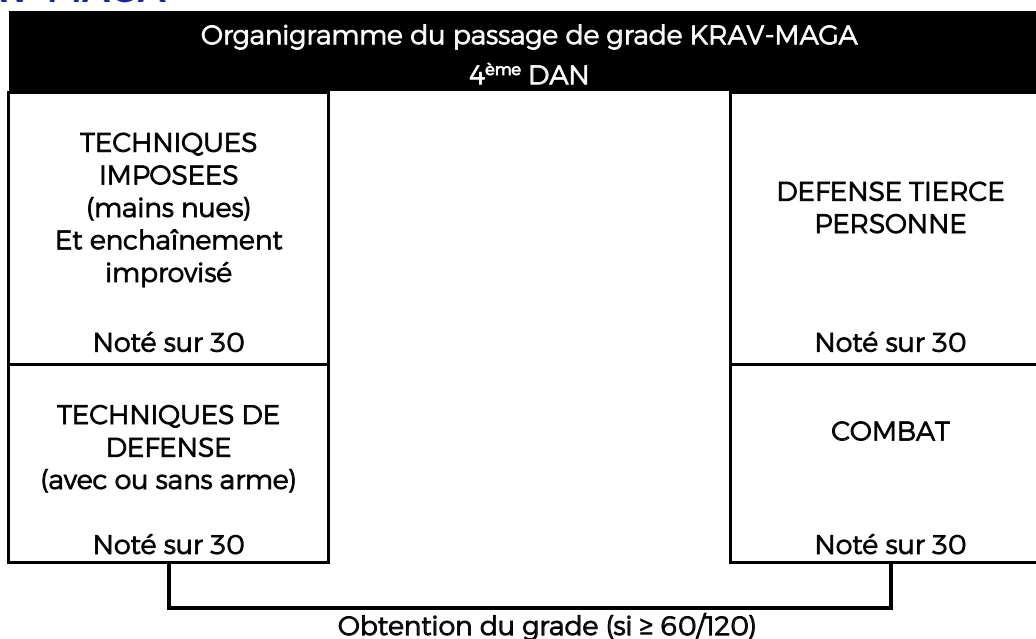 Organigramme du passage de grade KRAV-MAGA
4ème DAN
TECHNIQUES
IMPOSEES
(mains nues)
Et enchaînement
improvisé
Noté sur 30
DEFENSE TIERCE
PERSONNE
Noté sur 30
TECHNIQUES DE
DEFENSE
(avec ou sans arme)
Noté sur 30
COMBAT
Noté sur 30
Obtention du grade (si ≥ 60/120)